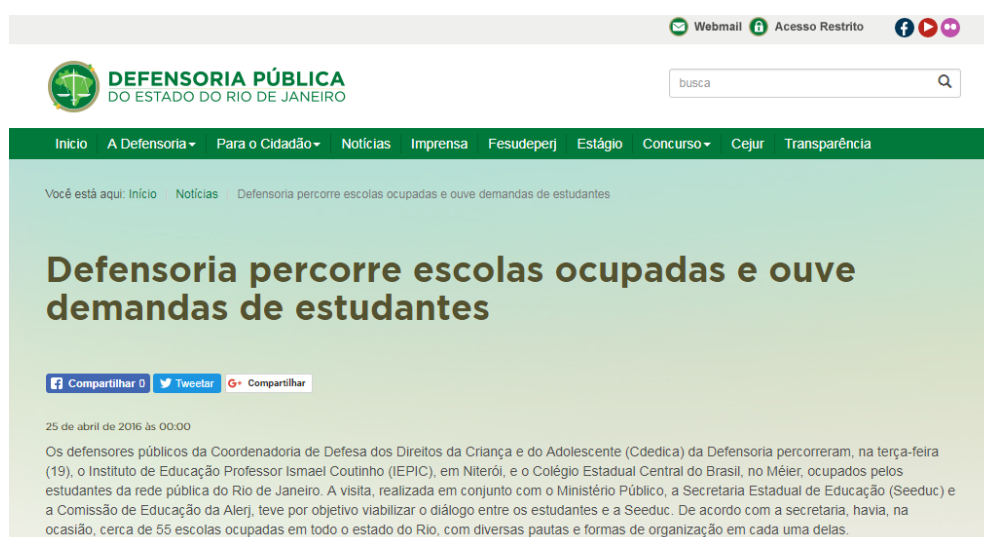 Webmail Acesso Restrito
DEFENSORIA PÚBLICA
DO ESTADO DO RIO DE JANEIRO
busca
Inicio A Defensoria Para o Cidadão Notícias Imprensa Fesudeperj Estágio Concurso Cejur Transparência
Você está aqui: Início Notícias Defensoria percorre escolas ocupadas e ouve demandas de estudantes
Defensoria percorre escolas ocupadas e ouve
demandas de estudantes
Compartilhar 0 Tweetar G+ Compartilhar
25 de abril de 2016 às 00:00
Os defensores públicos da Coordenadoria de Defesa dos Direitos da Criança e do Adolescente (Cdedica) da Defensoria percorreram, na terça-feira
(19), o Instituto de Educação Professor Ismael Coutinho (IEPIC), em Niterói, e o Colégio Estadual Central do Brasil, no Méier, ocupados pelos
estudantes da rede pública do Rio de Janeiro. A visita, realizada em conjunto com o Ministério Público, a Secretaria Estadual de Educação (Seeduc) e
a Comissão de Educação da Alerj, teve por objetivo viabilizar o diálogo entre os estudantes e a Seeduc. De acordo com a secretaria, havia, na
ocasião, cerca de 55 escolas ocupadas em todo o estado do Rio, com diversas pautas e formas de organização em cada uma delas.